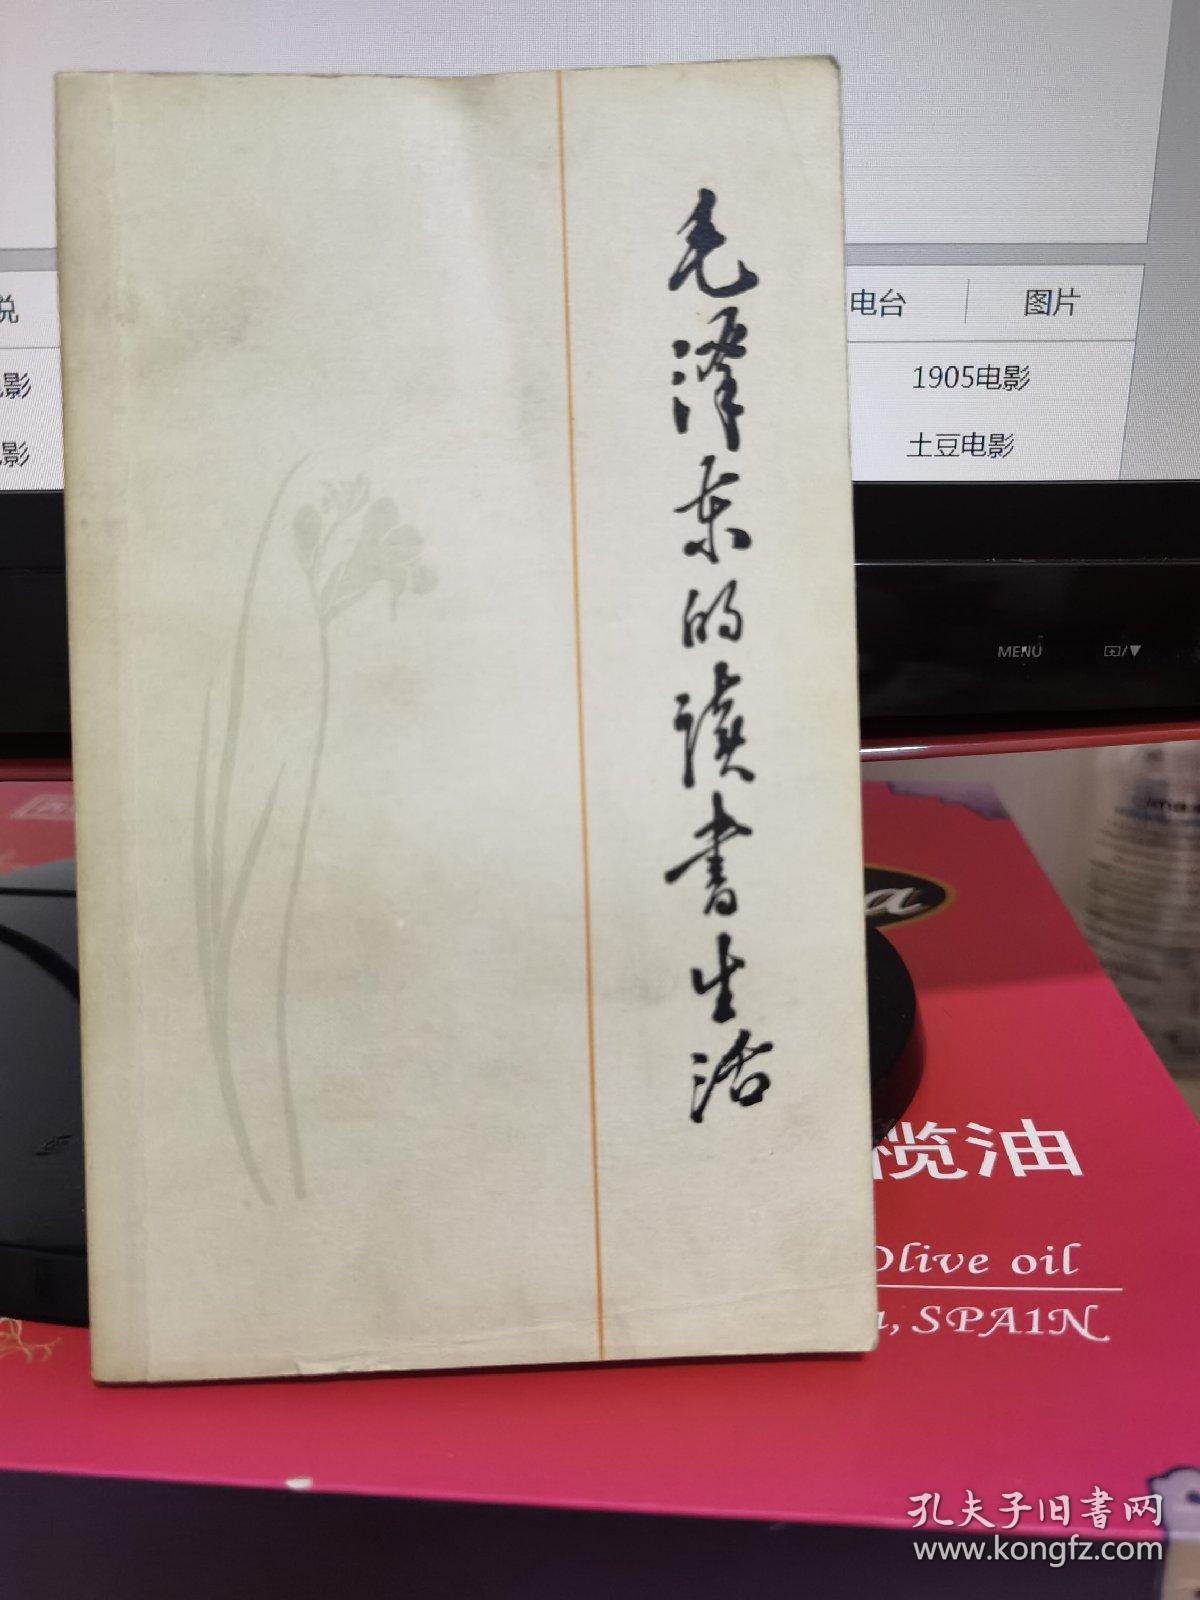 毛泽东的读书生活
电台
图片
1905电影
土豆电影
影
影
MENU
榄油
Olive oil
SPAIN
孔夫子旧书网
www.kongfz.com